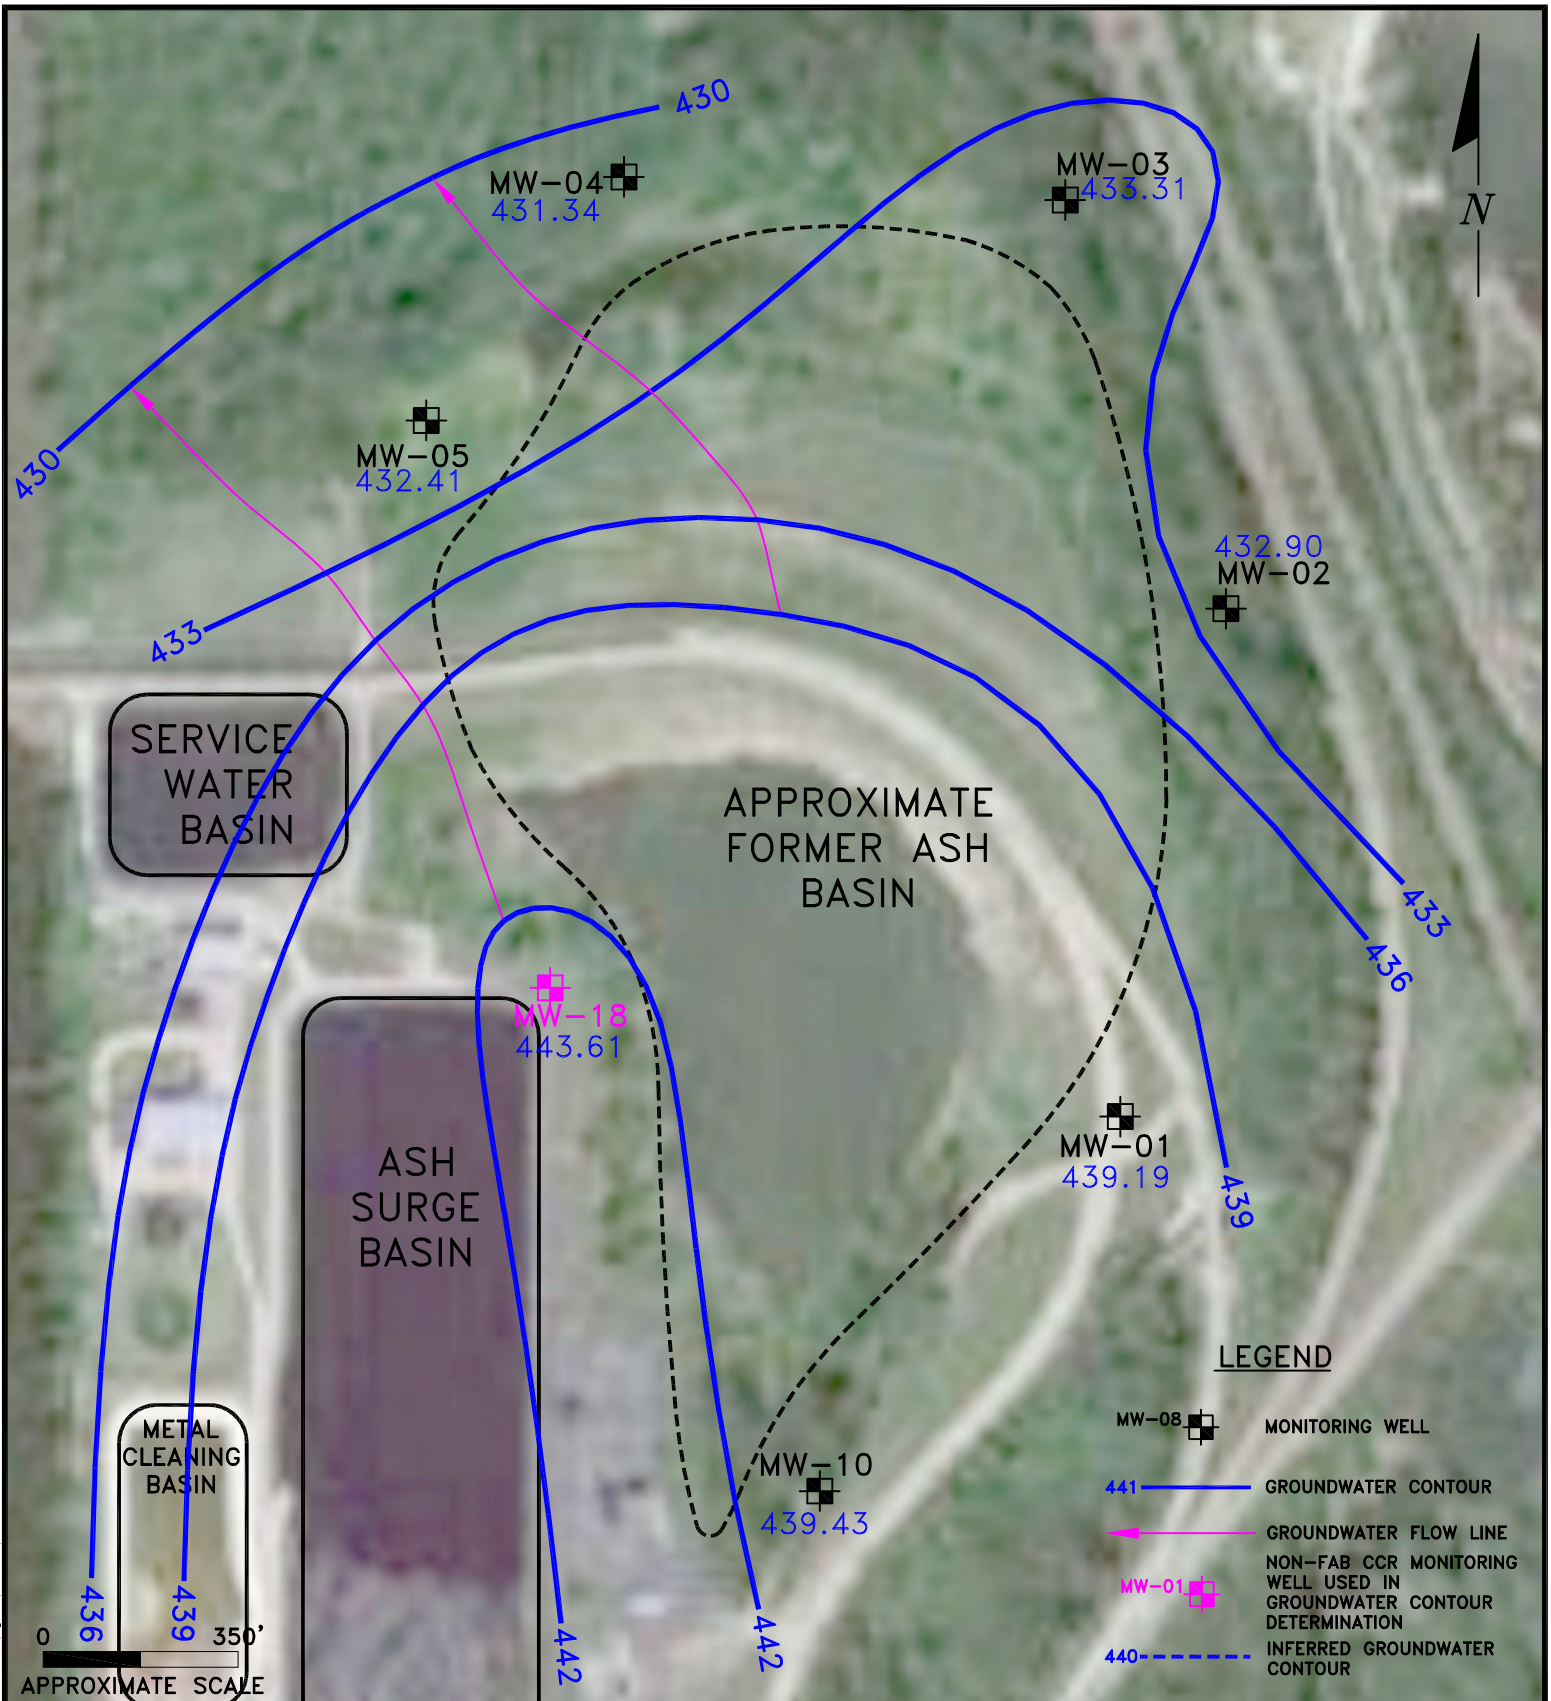 430
MW-04
431.34
MW-03
433.31
N
430
MW-05
432.41
432.90
MW-02
433
SERVICE
WATER
BASIN
APPROXIMATE
FORMER ASH
BASIN
433
436
MW-18
443.61
ASH
SURGE
BASIN
MW-01
439.19
439
LEGEND
MW-08
MONITORING WELL
METAL
CLEANING
BASIN
MW-10
439.43
441
GROUNDWATER CONTOUR
GROUNDWATER FLOW LINE
MW-01
NON-FAB CCR MONITORING
WELL USED IN
GROUNDWATER CONTOUR
DETERMINATION
440
INFERRED GROUNDWATER
CONTOUR
436
439
442
442
0 350'
APPROXIMATE SCALE